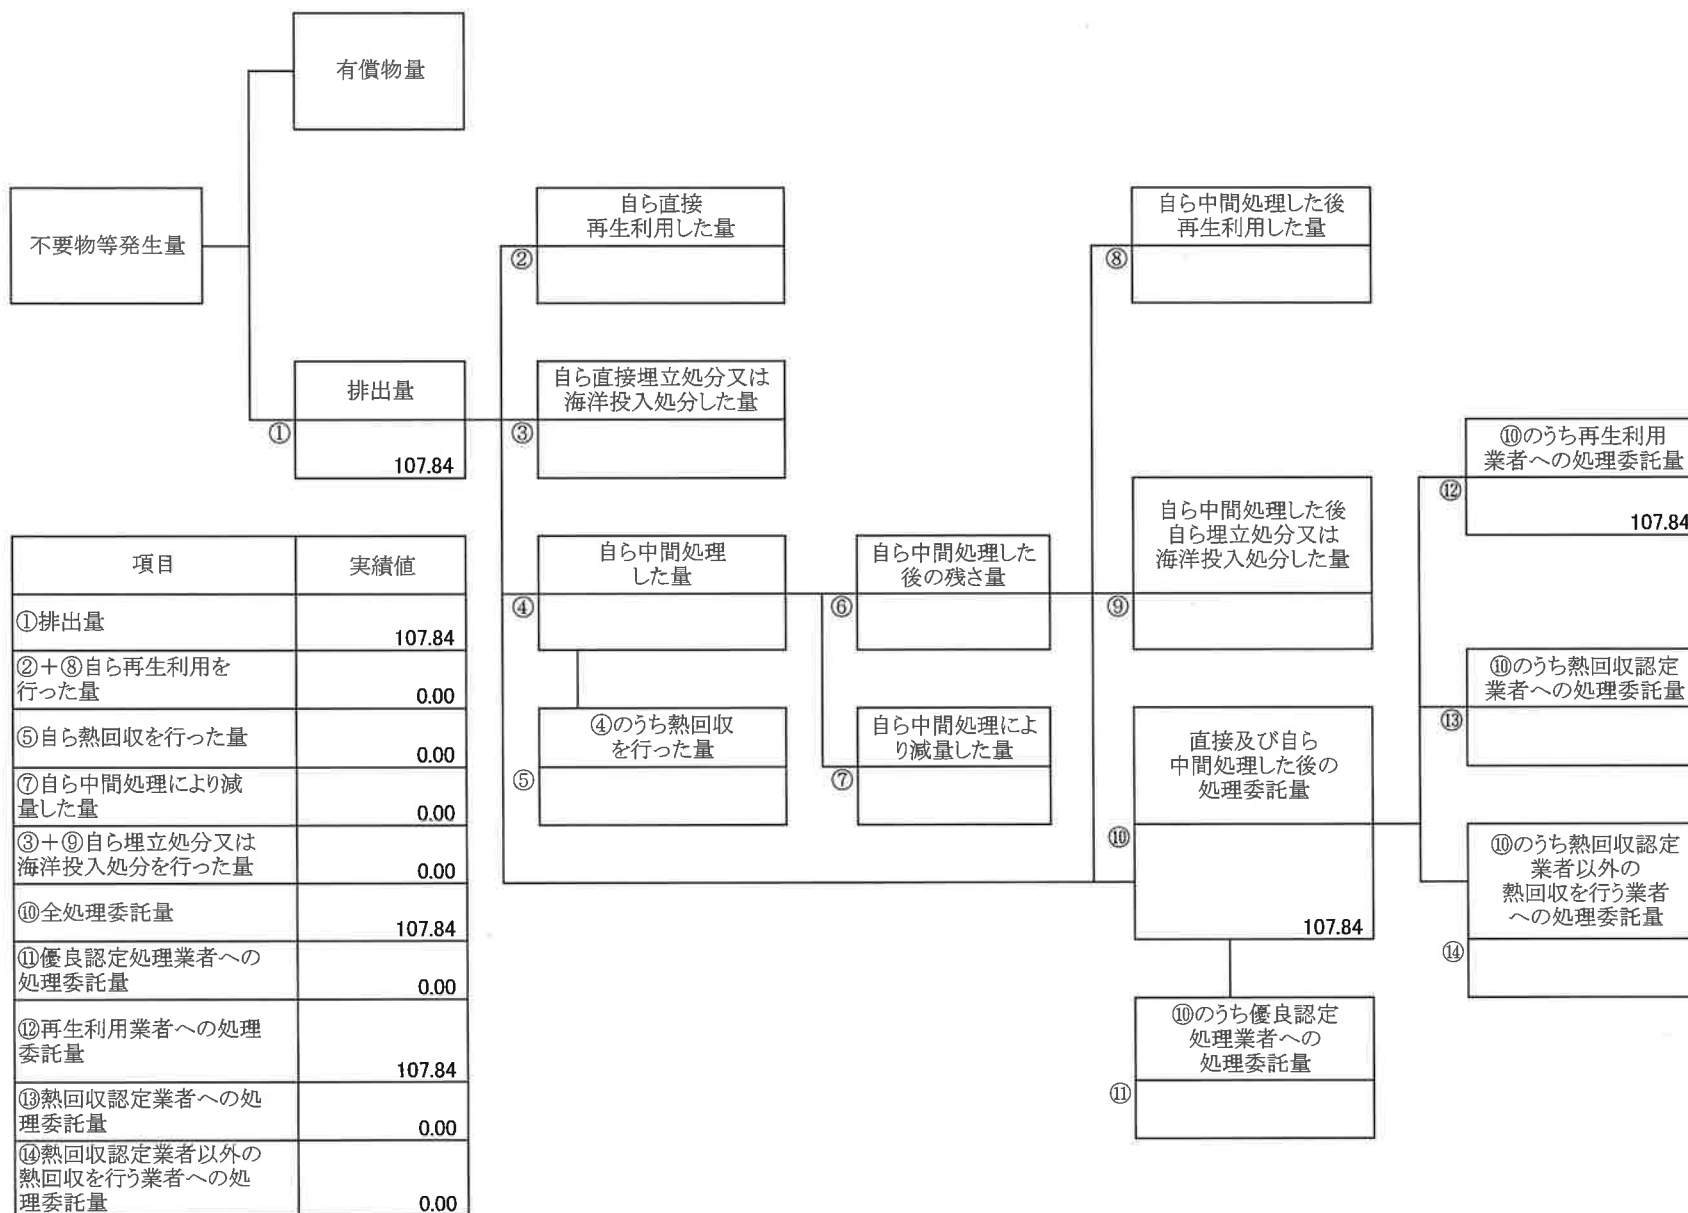 有償物量
不要物等発生量
排出量
①
107.84
自ら直接
再生利用した量
②
自ら直接埋立処分又は
海洋投入処分した量
③
自ら中間処理
した量
④
④のうち熱回収
を行った量
⑤
自ら中間処理した
後の残さ量
⑥
自ら中間処理によ
り減量した量
⑦
自ら中間処理した後
再生利用した量
⑧
自ら中間処理した後
自ら埋立処分又は
海洋投入処分した量
⑨
直接及び自ら
中間処理した後の
処理委託量
⑩
107.84
⑩のうち優良認定
処理業者への
処理委託量
⑪
⑩のうち再生利用
業者への処理委託量
⑫
107.84
⑩のうち熱回収認定
業者への処理委託量
⑬
⑩のうち熱回収認定
業者以外の
熱回収を行う業者
への処理委託量
⑭
項目 実績値
①排出量
107.84
②＋⑧自ら再生利用を
行った量
0.00
⑤自ら熱回収を行った量
0.00
⑦自ら中間処理により減
量した量
0.00
③＋⑨自ら埋立処分又は
海洋投入処分を行った量
0.00
⑩全処理委託量
107.84
⑪優良認定処理業者への
処理委託量
0.00
⑫再生利用業者への処理
委託量
107.84
⑬熱回収認定業者への処
理委託量
0.00
⑭熱回収認定業者以外の
熱回収を行う業者への処
理委託量
0.00